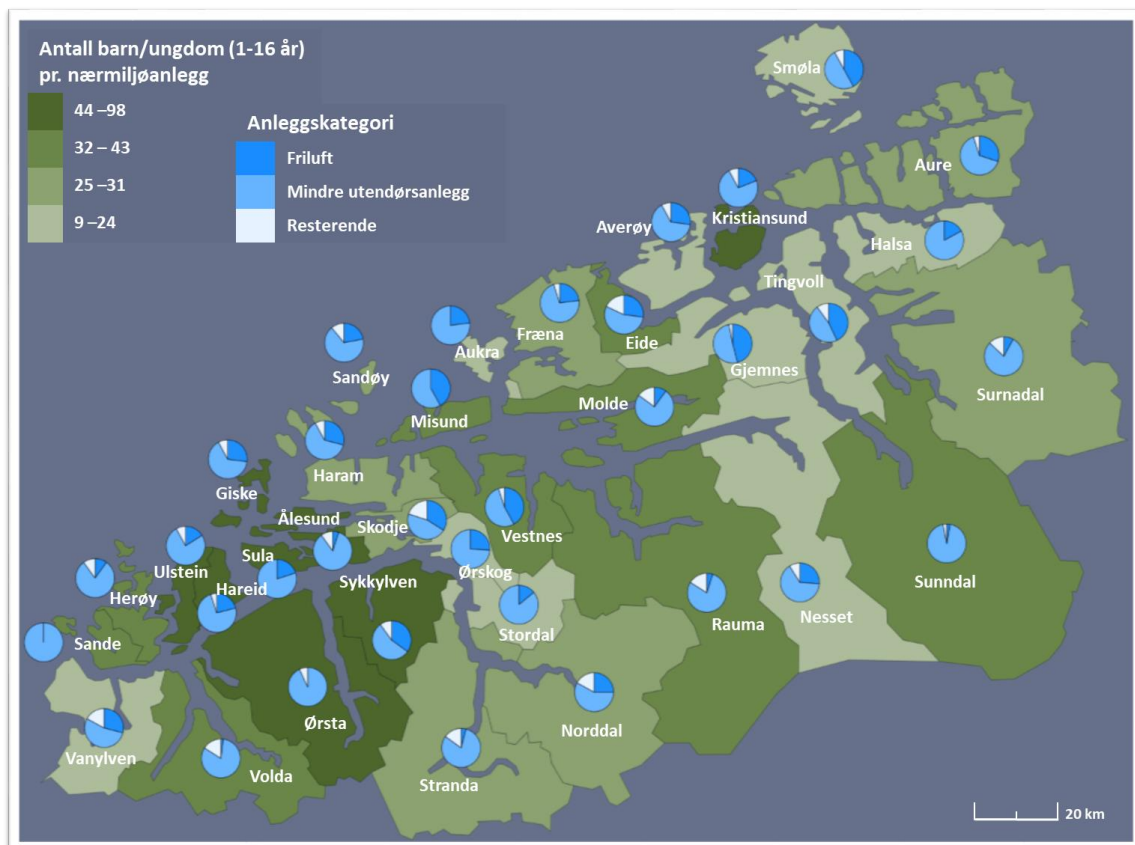 Antall barn/ungdom (1-16 år)
pr. nærmiljøanlegg
44 –98
32 – 43
25 –31
9 –24
Anleggskategori
Friluft
Mindre utendørsanlegg
Resterende
Smøla
Aure
Kristiansund
Averøy
Halsa
Tingvoll
Fræna
Eide
Aukra
Gjemnes
Sandøy
Surnadal
Molde
Misund
Haram
Giske
Ålesund
Skodje
Vestnes
Sula
Ulstein
Ørskog
Sykkylven
Sunndal
Hareid
Herøy
Rauma
Nesset
Stordal
Sande
Ørsta
Norddal
Vanylven
Volda
Stranda
20 km